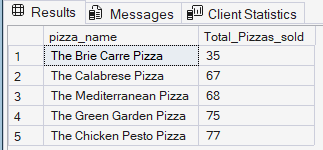 Results Messages Client Statistics
pizza_name Total_Pizzas_sold
1 The Brie Carre Pizza 35
2 The Calabrese Pizza 67
3 The Mediterranean Pizza 68
4 The Green Garden Pizza 75
5 The Chicken Pesto Pizza 77